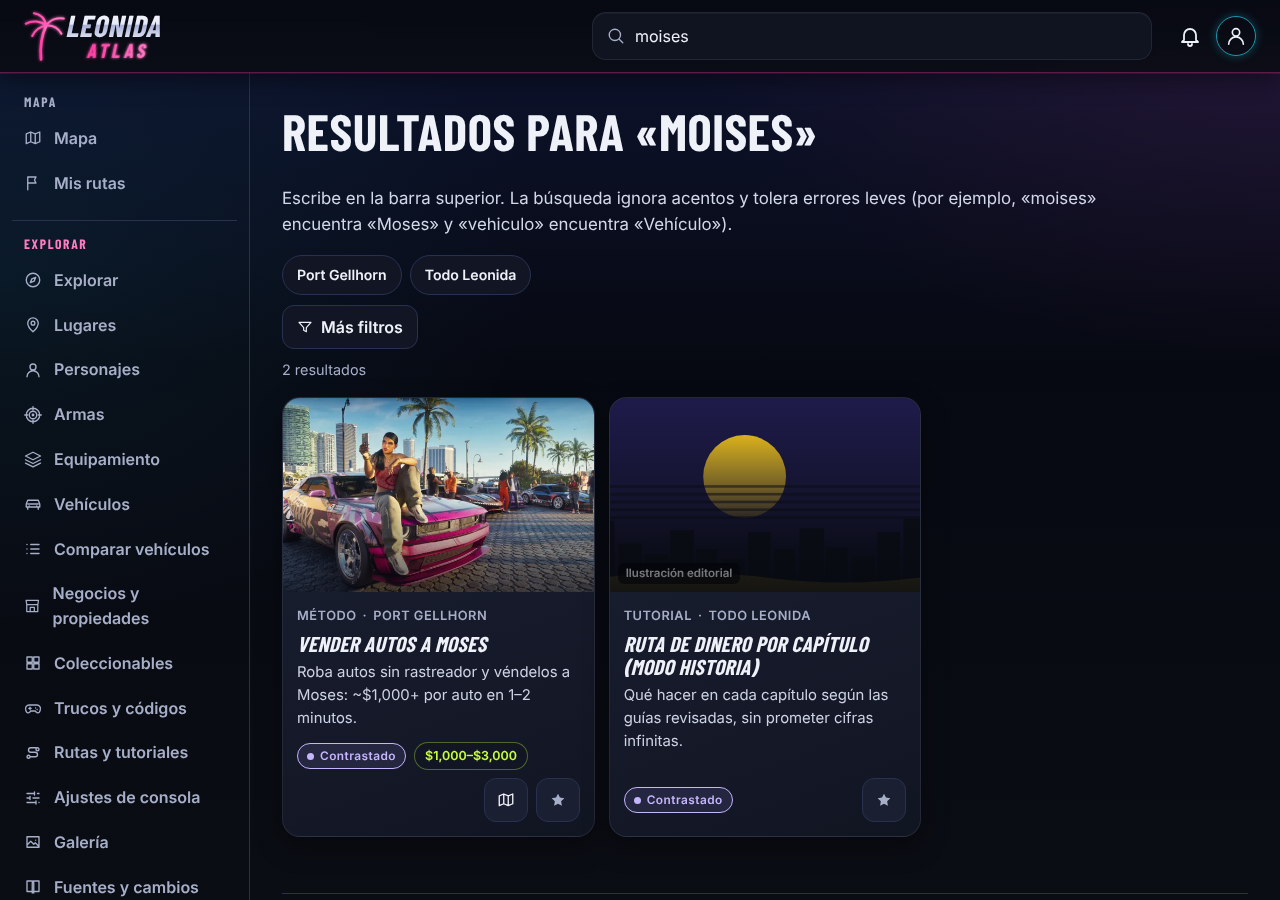 LEONIDA
ATLAS
moises
MAPA
Mapa
Mis rutas
EXPLORAR
Explorar
Lugares
Personajes
Armas
Equipamiento
Vehículos
Comparar vehículos
Negocios y
propiedades
Coleccionables
Trucos y códigos
Rutas y tutoriales
Ajustes de consola
Galería
Fuentes y cambios
RESULTADOS PARA «MOISES»
Escribe en la barra superior. La búsqueda ignora acentos y tolera errores leves (por ejemplo, «moises»
encuentra «Moses» y «vehiculo» encuentra «Vehículo»).
Port Gellhorn
Todo Leonida
Más filtros
2 resultados
MÉTODO · PORT GELLHORN
VENDER AUTOS A MOSES
Roba autos sin rastreador y véndelos a
Moses: ~$1,000+ por auto en 1–2
minutos.
Contrastado
$1,000–$3,000
Ilustración editorial
TUTORIAL · TODO LEONIDA
RUTA DE DINERO POR CAPÍTULO
(MODO HISTORIA)
Qué hacer en cada capítulo según las
guías revisadas, sin prometer cifras
infinitas.
Contrastado